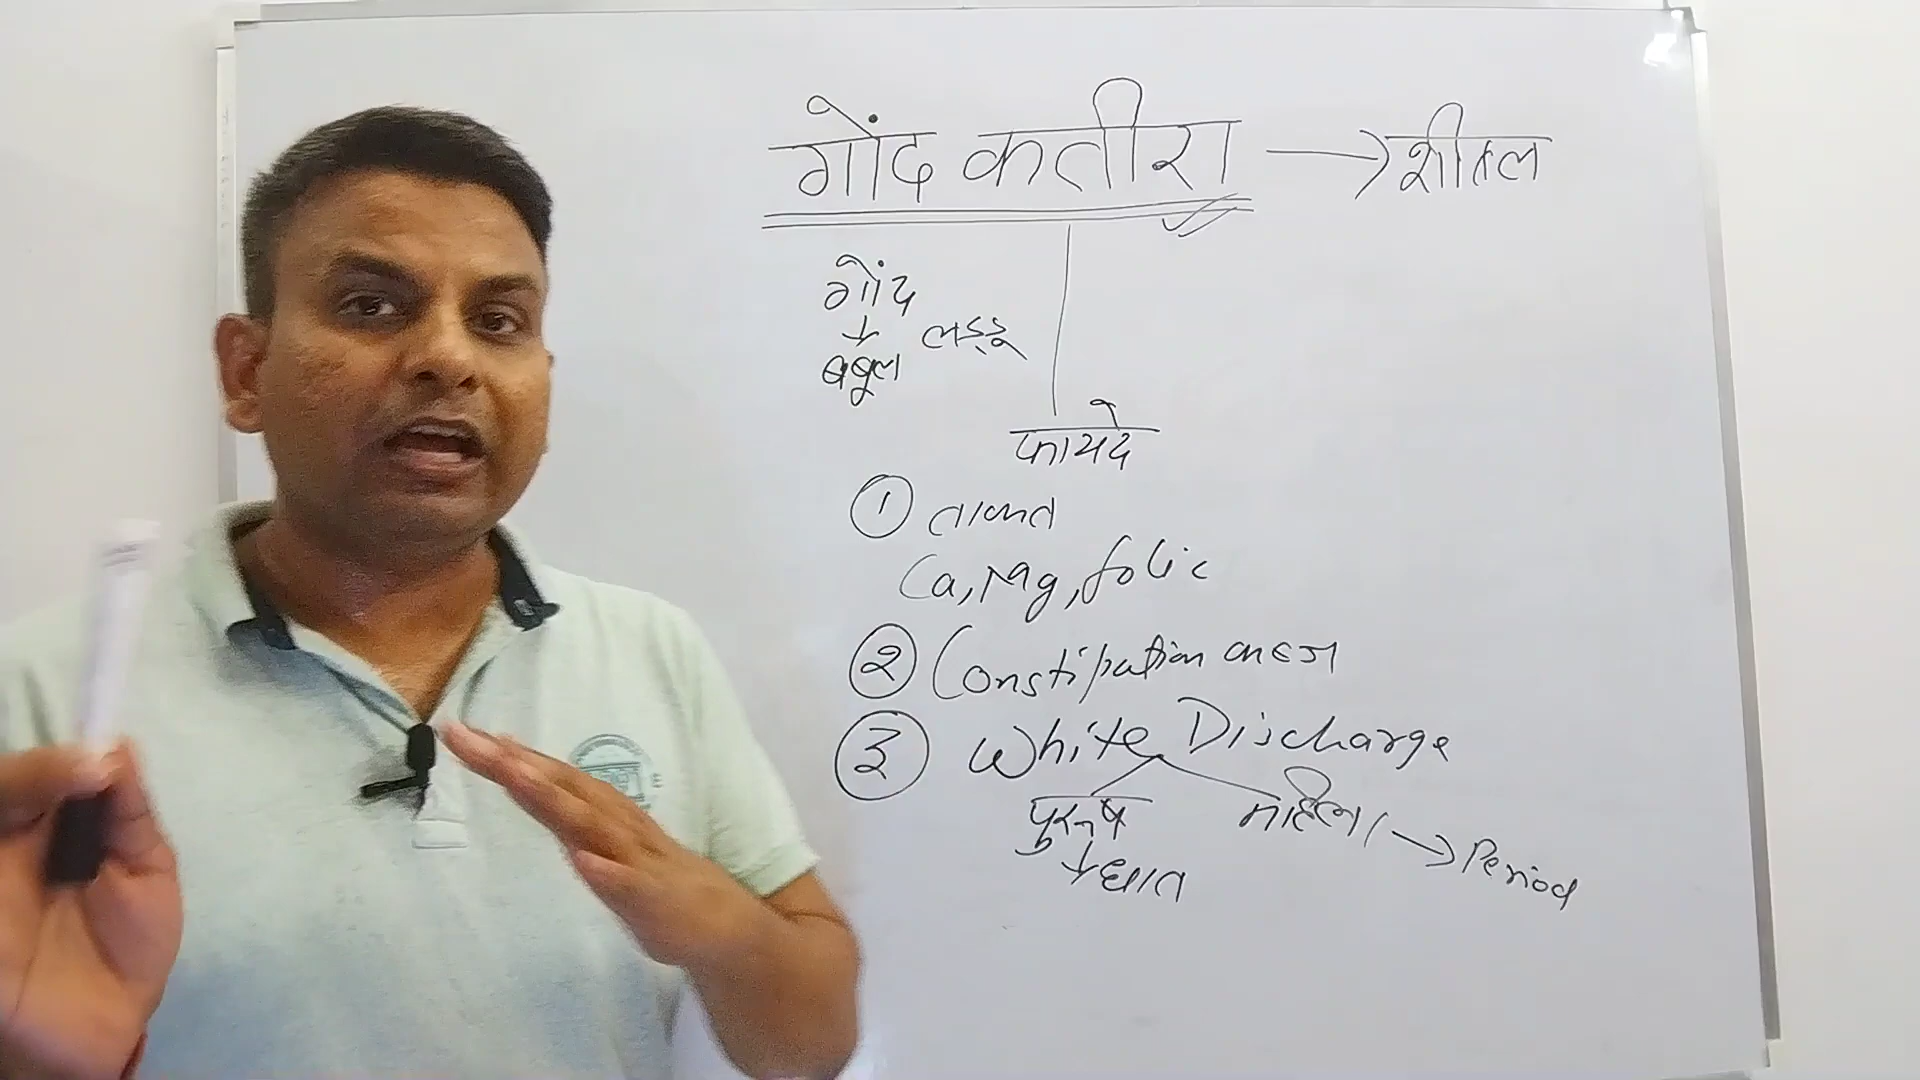 गोंद कतीरा → शीतल
गोंद
↓
बबूल लड्डू
फायदे
① ताकत
Ca, Mg, folic
② Constipation कब्ज
③ White Discharge
पुरुष महिला → Period
↓ धात